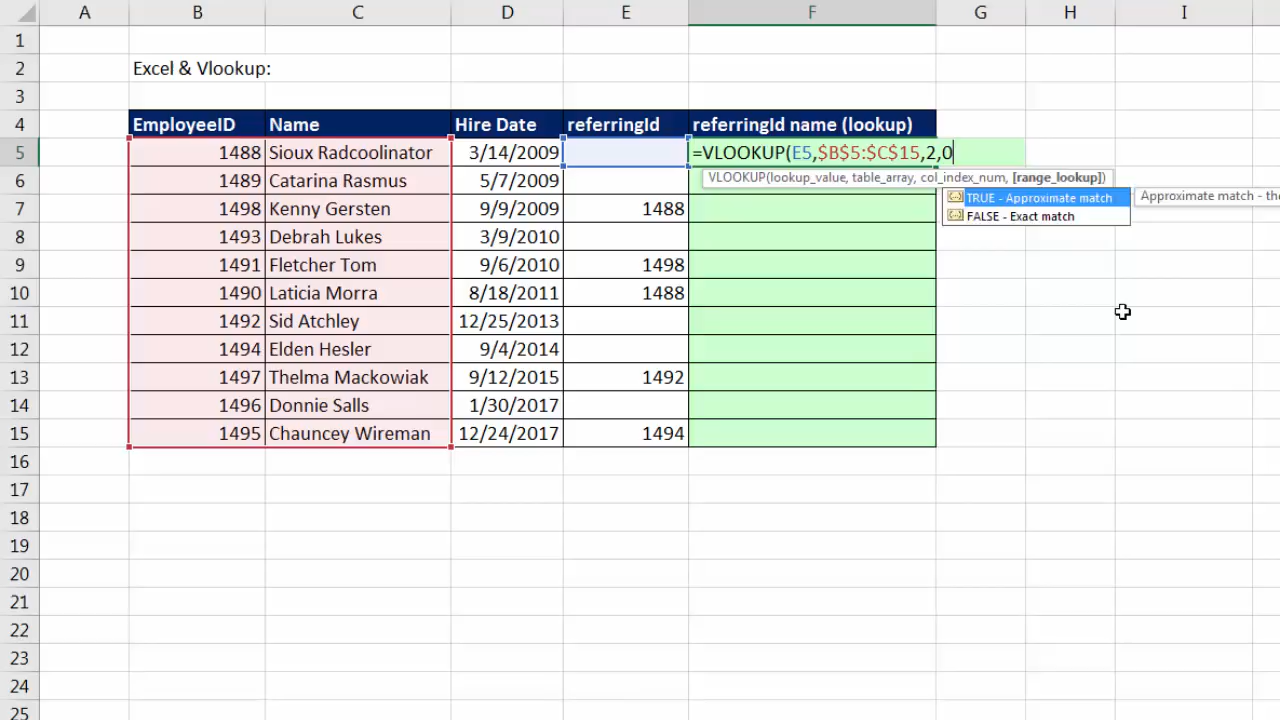 A B C D E F G H I
1
2 Excel & Vlookup:
3
4 EmployeeID Name Hire Date referringId referringId name (lookup)
5 1488 Sioux Radcoolinator 3/14/2009 =VLOOKUP(E5,$B$5:$C$15,2,0
VLOOKUP(lookup_value, table_array, col_index_num, [range_lookup])
6 1489 Catarina Rasmus 5/7/2009
TRUE - Approximate match Approximate match - the
7 1498 Kenny Gersten 9/9/2009 1488
FALSE - Exact match
8 1493 Debrah Lukes 3/9/2010
9 1491 Fletcher Tom 9/6/2010 1498
10 1490 Laticia Morra 8/18/2011 1488
11 1492 Sid Atchley 12/25/2013
12 1494 Elden Hesler 9/4/2014
13 1497 Thelma Mackowiak 9/12/2015 1492
14 1496 Donnie Salls 1/30/2017
15 1495 Chauncey Wireman 12/24/2017 1494
16
17
18
19
20
21
22
23
24
25